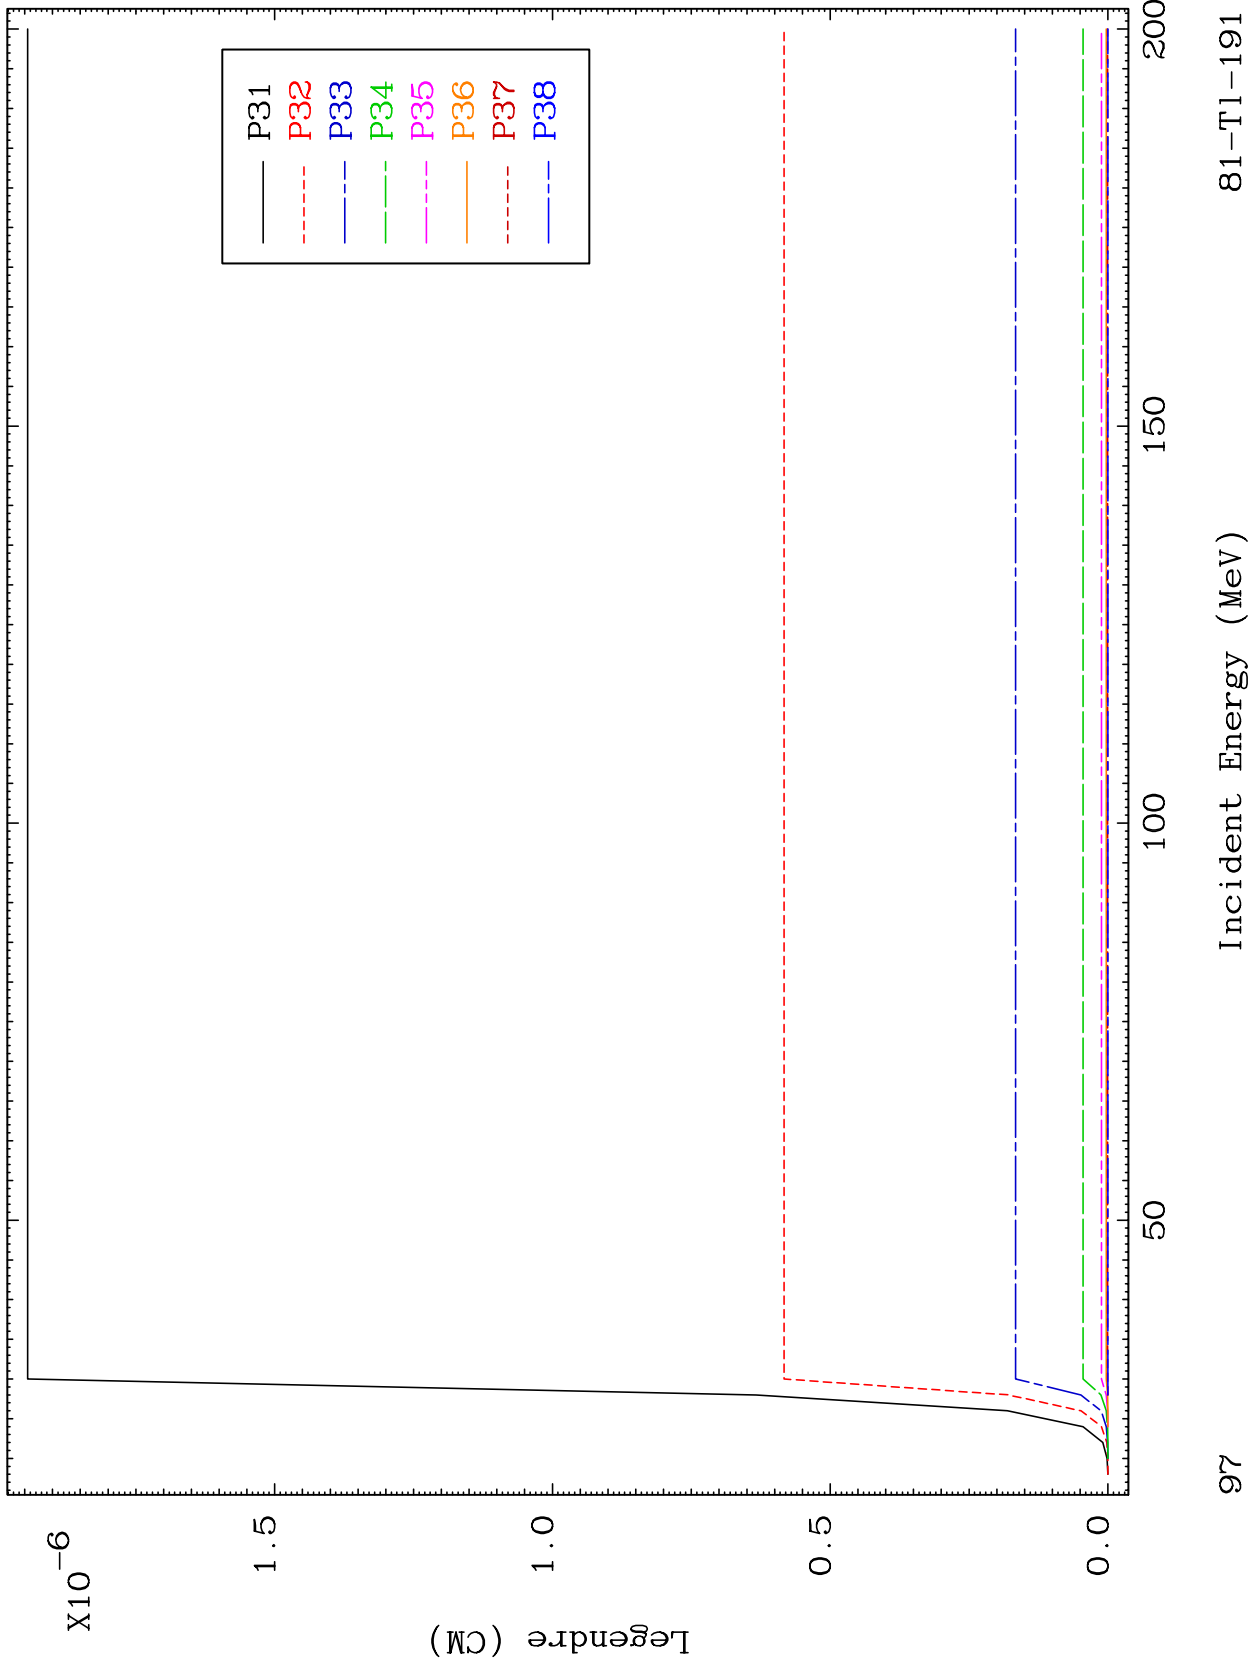 X10-6
1.5
1.0
0.5
0.0
Legendre (CM)
P31
P32
P33
P34
P35
P36
P37
P38
50
100
150
200
97
Incident Energy (MeV)
81-Tl-191